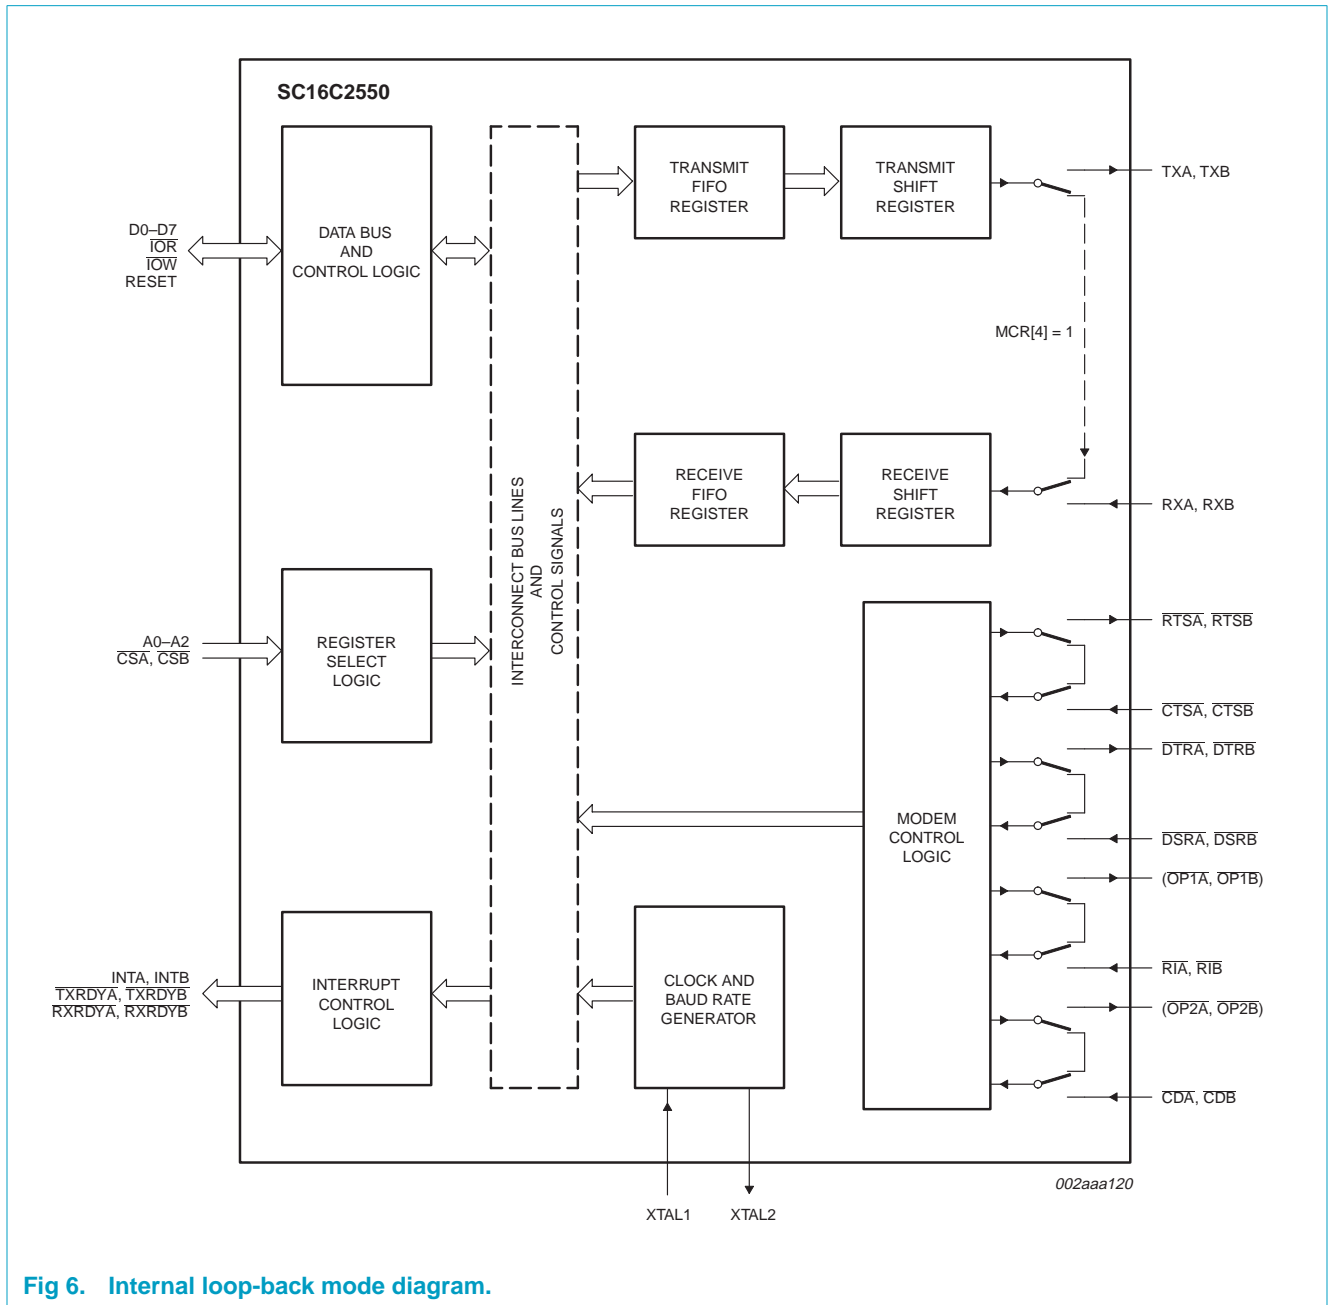 SC16C2550
D0–D7
IOR
IOW
RESET
DATA BUS
AND
CONTROL LOGIC
A0–A2
CSA, CSB
REGISTER
SELECT
LOGIC
INTA, INTB
TXRDYA, TXRDYB
RXRDYA, RXRDYB
INTERRUPT
CONTROL
LOGIC
INTERCONNECT BUS LINES
AND
CONTROL SIGNALS
TRANSMIT
FIFO
REGISTER
TRANSMIT
SHIFT
REGISTER
TXA, TXB
MCR[4] = 1
RECEIVE
FIFO
REGISTER
RECEIVE
SHIFT
REGISTER
RXA, RXB
MODEM
CONTROL
LOGIC
RTSA, RTSB
CTSA, CTSB
DTRA, DTRB
DSRA, DSRB
(OP1A, OP1B)
RIA, RIB
(OP2A, OP2B)
CDA, CDB
CLOCK AND
BAUD RATE
GENERATOR
XTAL1
XTAL2
002aaa120
Fig 6. Internal loop-back mode diagram.